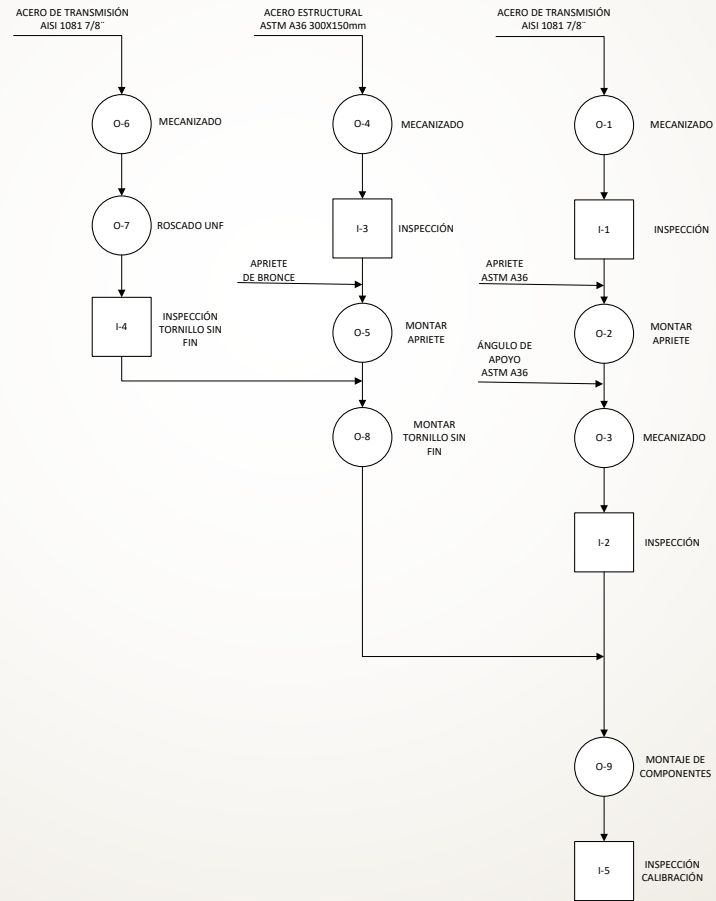 ACERO DE TRANSMISIÓN
AISI 1081 7/8¨
ACERO ESTRUCTURAL
ASTM A36 300X150mm
ACERO DE TRANSMISIÓN
AISI 1081 7/8¨
O-6
MECANIZADO
O-4
MECANIZADO
O-1
MECANIZADO
O-7
ROSCADO UNF
I-3
INSPECCIÓN
I-1
INSPECCIÓN
APRIETE
DE BRONCE
APRIETE
ASTM A36
I-4
INSPECCIÓN
TORNILLO SIN
FIN
O-5
MONTAR
APRIETE
O-2
MONTAR
APRIETE
ÁNGULO DE
APOYO
ASTM A36
O-8
MONTAR
TORNILLO SIN
FIN
O-3
MECANIZADO
I-2
INSPECCIÓN
O-9
MONTAJE DE
COMPONENTES
I-5
INSPECCIÓN
CALIBRACIÓN